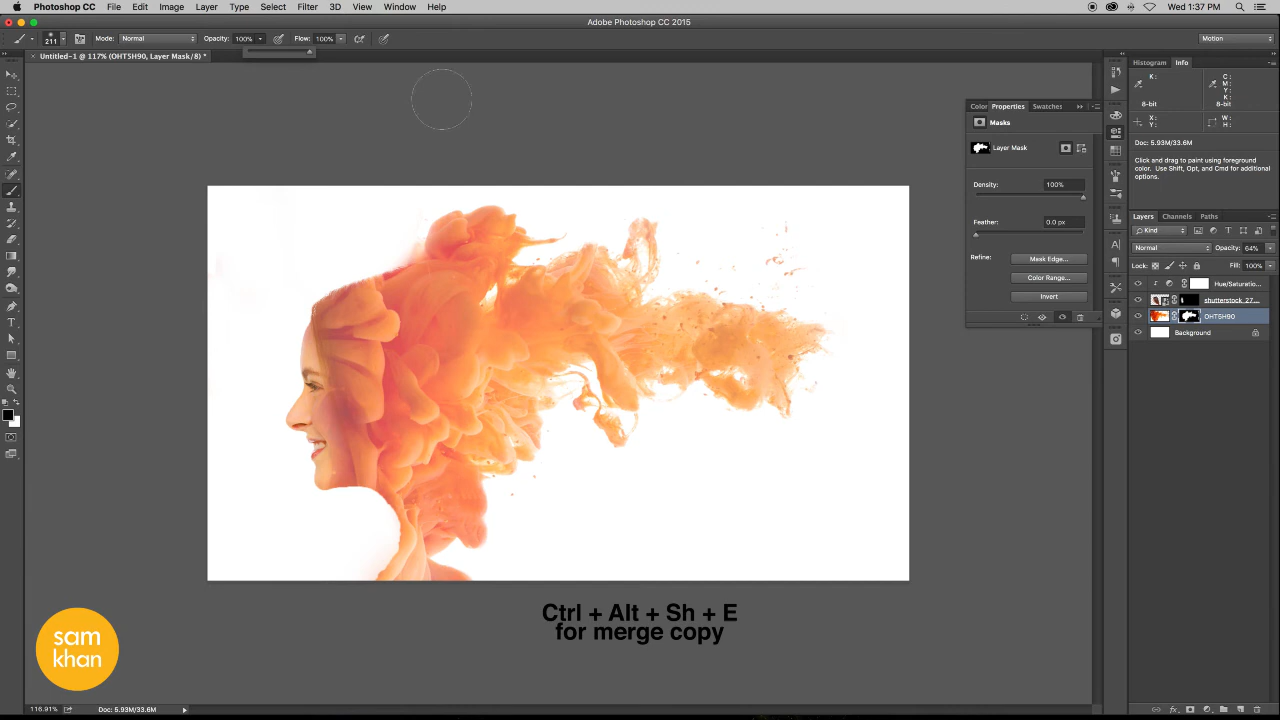 Photoshop CC File Edit Image Layer Type Select Filter 3D View Window Help Wed 1:37 PM
Adobe Photoshop CC 2015
211 Mode: Normal Opacity: 100% Flow: 100% Motion
× Untitled-1 @ 117% (OHT5H90, Layer Mask/8) *
Histogram Info
K: C: M: Y: K:
8-bit 8-bit
X: Y: W: H:
Doc: 5.93M/33.6M
Click and drag to paint using foreground
color. Use Shift, Opt, and Cmd for additional
options.
Color Properties Swatches
Masks
Layer Mask
Density: 100%
Feather: 0.0 px
Refine: Mask Edge...
Color Range...
Invert
Layers Channels Paths
Kind
Normal Opacity: 64%
Lock: Fill: 100%
Hue/Saturatio...
shutterstock_27...
OHT5H90
Background
Ctrl + Alt + Sh + E
for merge copy
sam
khan
116.91% Doc: 5.93M/33.6M